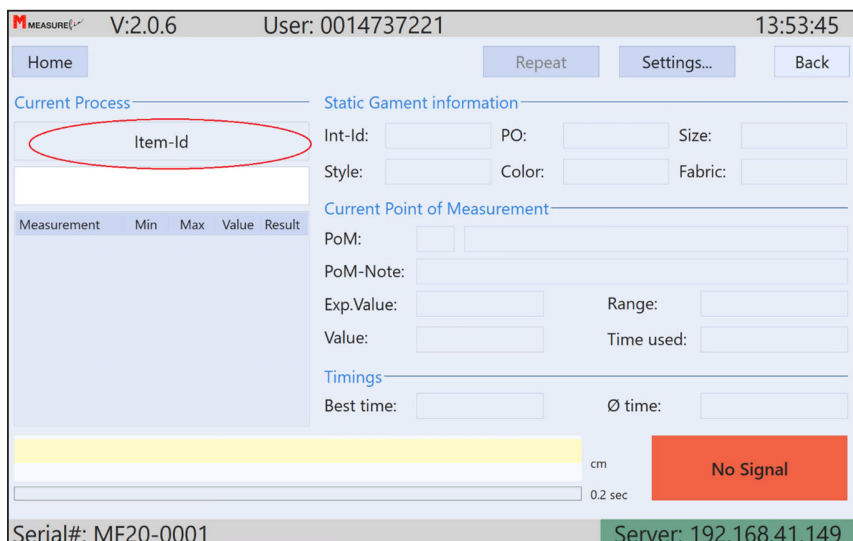 M MEASURE V:2.0.6 User: 0014737221 13:53:45
Home Repeat Settings... Back
Current Process Static Gament information
Item-Id Int-Id: PO: Size:
Style: Color: Fabric:
Current Point of Measurement
Measurement Min Max Value Result
PoM:
PoM-Note:
Exp.Value: Range:
Value: Time used:
Timings
Best time: Ø time:
cm
No Signal
0.2 sec
Serial#: MF20-0001 Server: 192.168.41.149